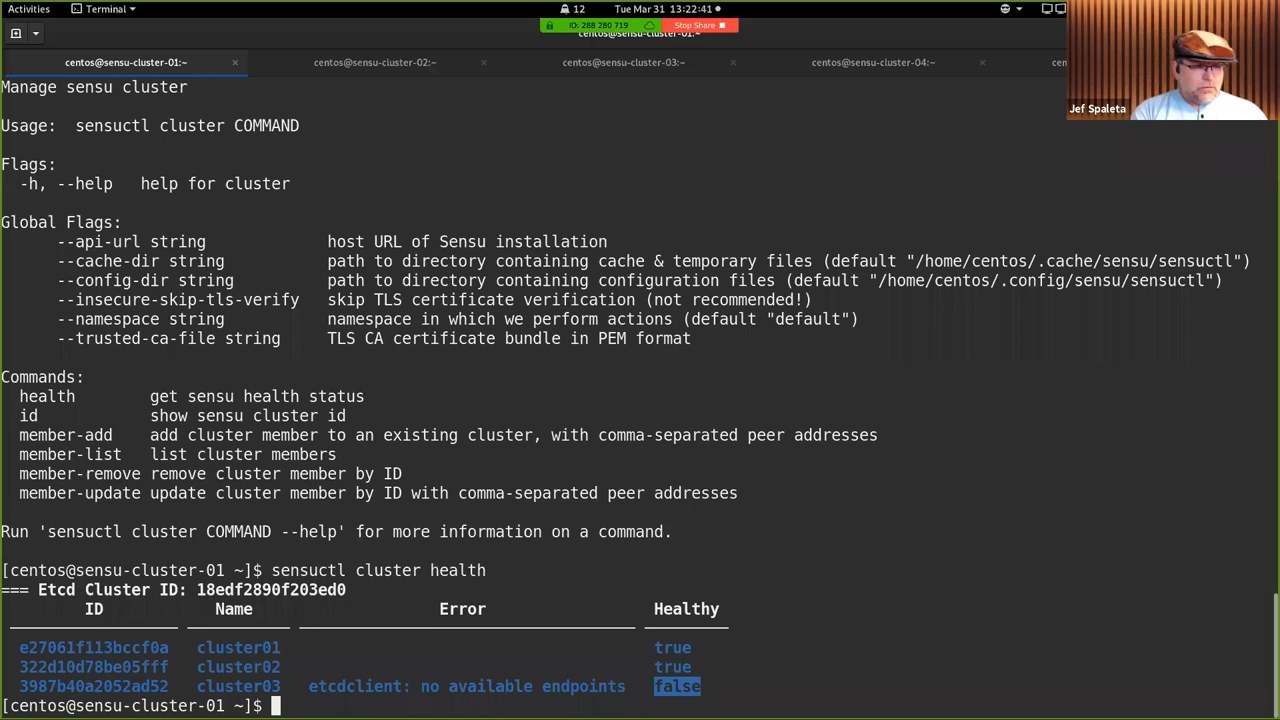 Activities
Terminal
12
Tue Mar 31 13:22:41
ID: 288 280 719
Stop Share
centos@sensu-cluster-01:~
centos@sensu-cluster-01:~
centos@sensu-cluster-02:~
centos@sensu-cluster-03:~
centos@sensu-cluster-04:~
Jef Spaleta
Manage sensu cluster
Usage: sensuctl cluster COMMAND
Flags:
-h, --help help for cluster
Global Flags:
--api-url string host URL of Sensu installation
--cache-dir string path to directory containing cache & temporary files (default "/home/centos/.cache/sensu/sensuctl")
--config-dir string path to directory containing configuration files (default "/home/centos/.config/sensu/sensuctl")
--insecure-skip-tls-verify skip TLS certificate verification (not recommended!)
--namespace string namespace in which we perform actions (default "default")
--trusted-ca-file string TLS CA certificate bundle in PEM format
Commands:
health get sensu health status
id show sensu cluster id
member-add add cluster member to an existing cluster, with comma-separated peer addresses
member-list list cluster members
member-remove remove cluster member by ID
member-update update cluster member by ID with comma-separated peer addresses
Run 'sensuctl cluster COMMAND --help' for more information on a command.
[centos@sensu-cluster-01 ~]$ sensuctl cluster health
=== Etcd Cluster ID: 18edf2890f203ed0
ID Name Error Healthy
e27061f113bccf0a cluster01 true
322d10d78be05fff cluster02 true
3987b40a2052ad52 cluster03 etcdclient: no available endpoints false
[centos@sensu-cluster-01 ~]$